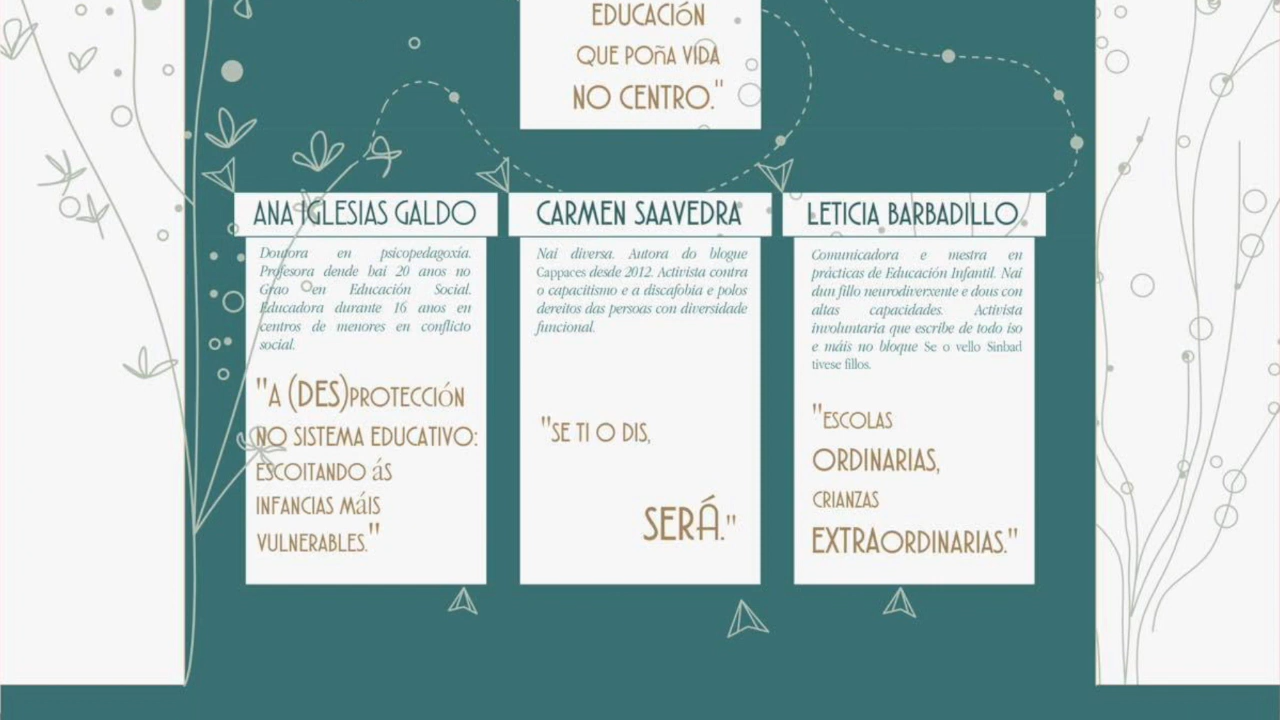 EDUCACIÓN
QUE POñA VIDA
NO CENTRO."
ANA IGLESIAS GALDO
Doutora en psicopedagoxía.
Profesora dende hai 20 anos no
Grao en Educación Social.
Educadora durante 16 anos en
centros de menores en conflicto
social.
"A (DES)PROTECCIÓN
NO SISTEMA EDUCATIVO:
ESCOITANDO ás
INFANCIAS MáIS
VULNERABLES."
CARMEN SAAVEDRA
Nai diversa. Autora do blogue
Cappaces desde 2012. Activista contra
o capacitismo e a discafobia e polos
dereitos das persoas con diversidade
funcional.
"SE TI O DIS,
SERÁ."
LETICIA BARBADILLO
Comunicadora e mestra en
prácticas de Educación Infantil. Nai
dun fillo neurodiverxente e dous con
altas capacidades. Activista
involuntaria que escribe de todo iso
e máis no bloque Se o vello Sinbad
tivese fillos.
"ESCOLAS
ORDINARIAS,
CRIANZAS
EXTRAORDINARIAS."